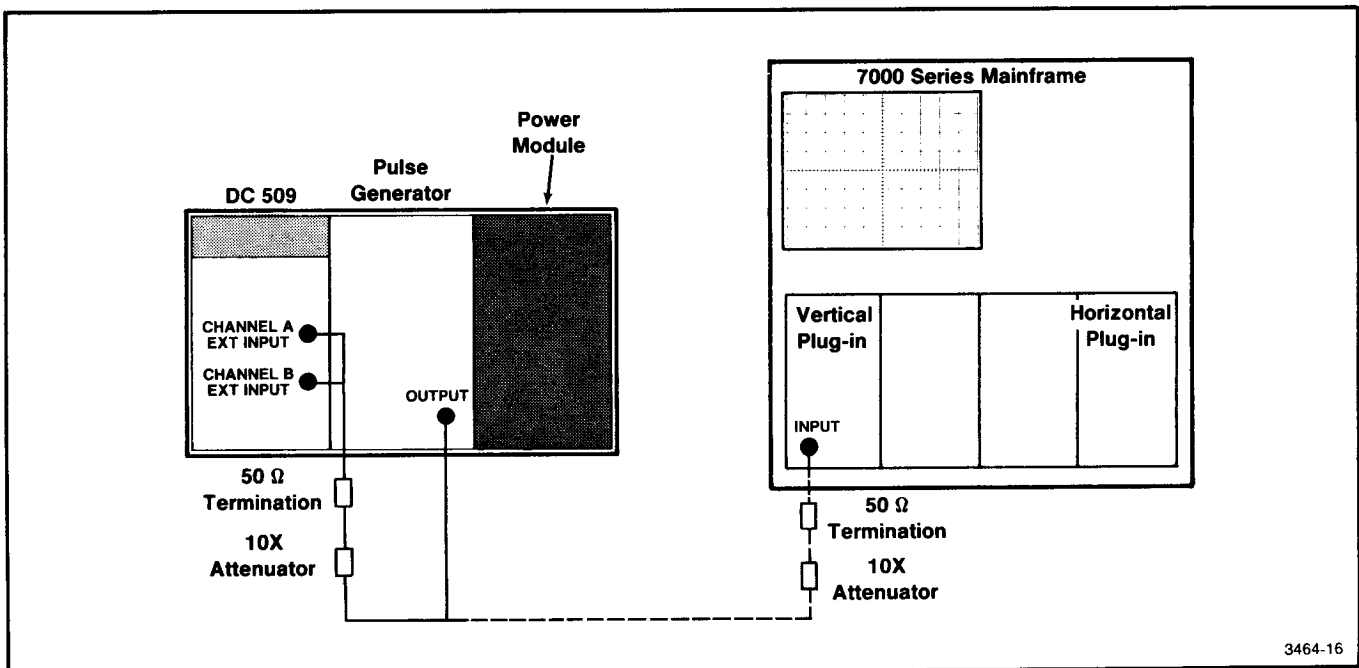 7000 Series Mainframe
Power
Module
Pulse
Generator
DC 509
CHANNEL A
EXT INPUT
CHANNEL B
EXT INPUT
OUTPUT
Vertical
Plug-in
Horizontal
Plug-in
INPUT
50 Ω
Termination
10X
Attenuator
50 Ω
Termination
10X
Attenuator
3464-16